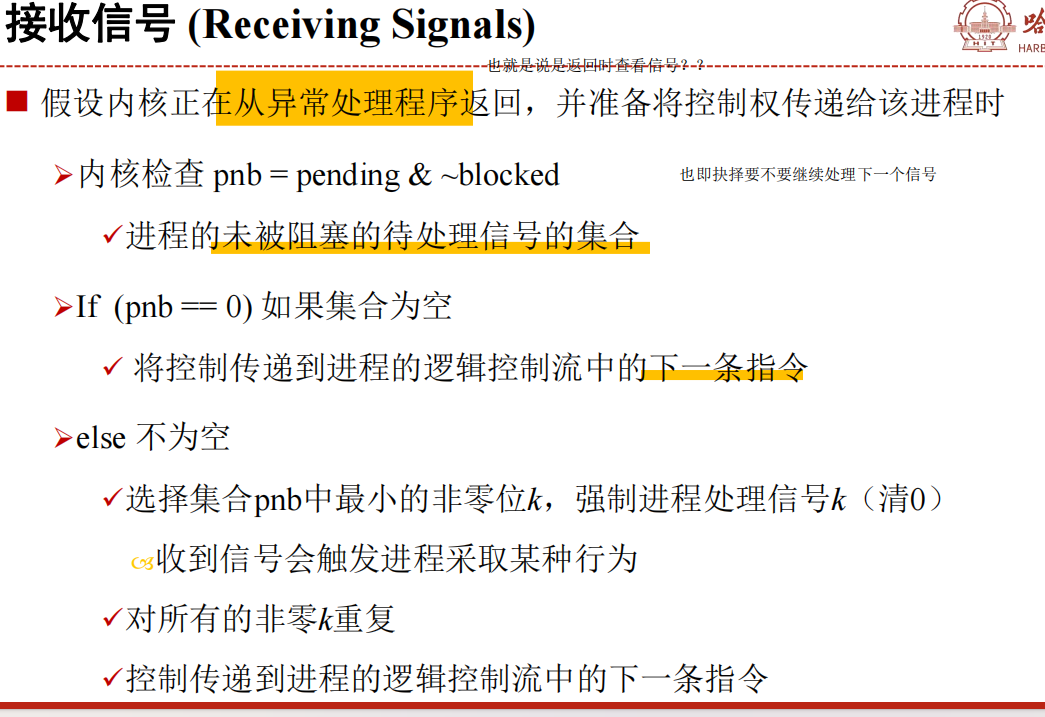 接收信号 (Receiving Signals)
哈
HIT
1920
HARB
也就是说是返回时查看信号？？
假设内核正在从异常处理程序返回，并准备将控制权传递给该进程时
内核检查 pnb = pending & ~blocked
也即抉择要不要继续处理下一个信号
进程的未被阻塞的待处理信号的集合
If (pnb == 0) 如果集合为空
将控制传递到进程的逻辑控制流中的下一条指令
else 不为空
选择集合pnb中最小的非零位k，强制进程处理信号k（清0）
收到信号会触发进程采取某种行为
对所有的非零k重复
控制传递到进程的逻辑控制流中的下一条指令